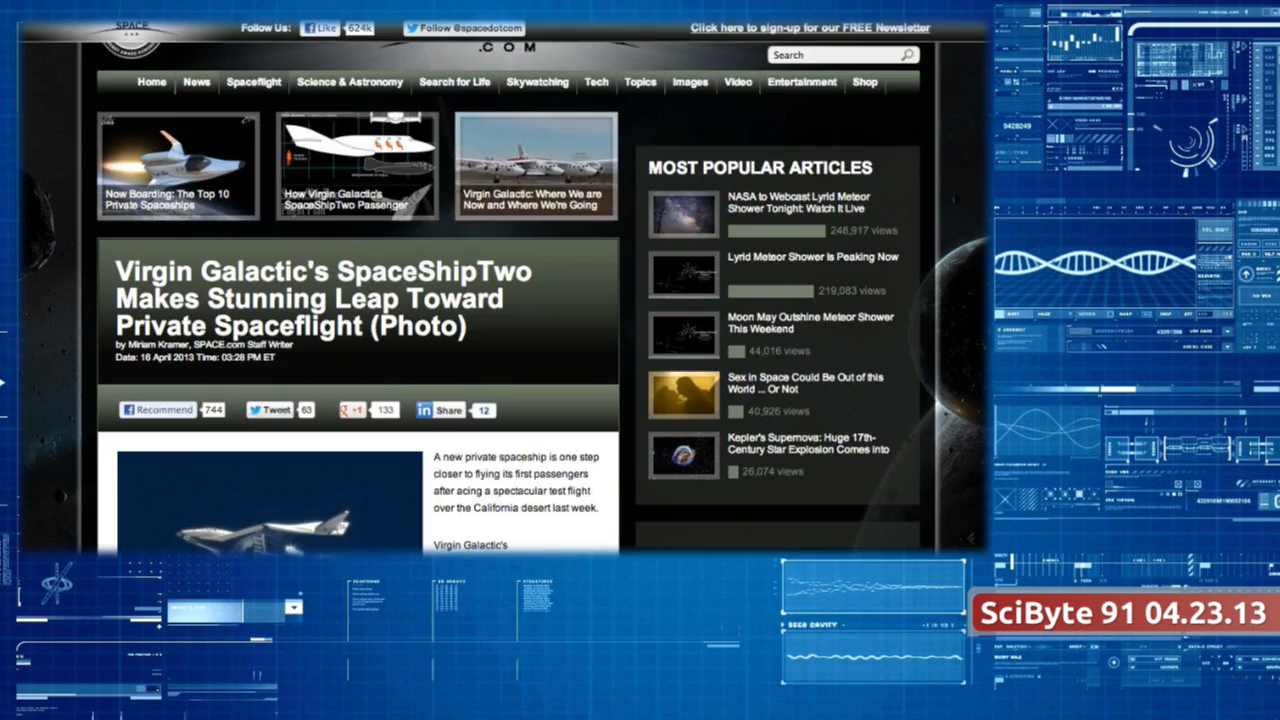 SPACE
.COM
Follow Us:
Like 624k
Follow @spacedotcom
Click here to sign-up for our FREE Newsletter
Search
Home News Spaceflight Science & Astronomy Search for Life Skywatching Tech Topics Images Video Entertainment Shop
Now Boarding: The Top 10
Private Spaceships
How Virgin Galactic's
SpaceShipTwo Passenger
Virgin Galactic: Where We are
Now and Where We're Going
Virgin Galactic's SpaceShipTwo
Makes Stunning Leap Toward
Private Spaceflight (Photo)
by Miriam Kramer, SPACE.com Staff Writer
Date: 16 April 2013 Time: 03:28 PM ET
Recommend 744
Tweet 63
+1 133
Share 12
A new private spaceship is one step
closer to flying its first passengers
after acing a spectacular test flight
over the California desert last week.
Virgin Galactic's
MOST POPULAR ARTICLES
NASA to Webcast Lyrid Meteor
Shower Tonight: Watch It Live
246,917 views
Lyrid Meteor Shower Is Peaking Now
219,083 views
Moon May Outshine Meteor Shower
This Weekend
44,016 views
Sex in Space Could Be Out of this
World ... Or Not
40,926 views
Kepler's Supernova: Huge 17th-
Century Star Explosion Comes Into
26,074 views
9428249
SciByte 91 04.23.13